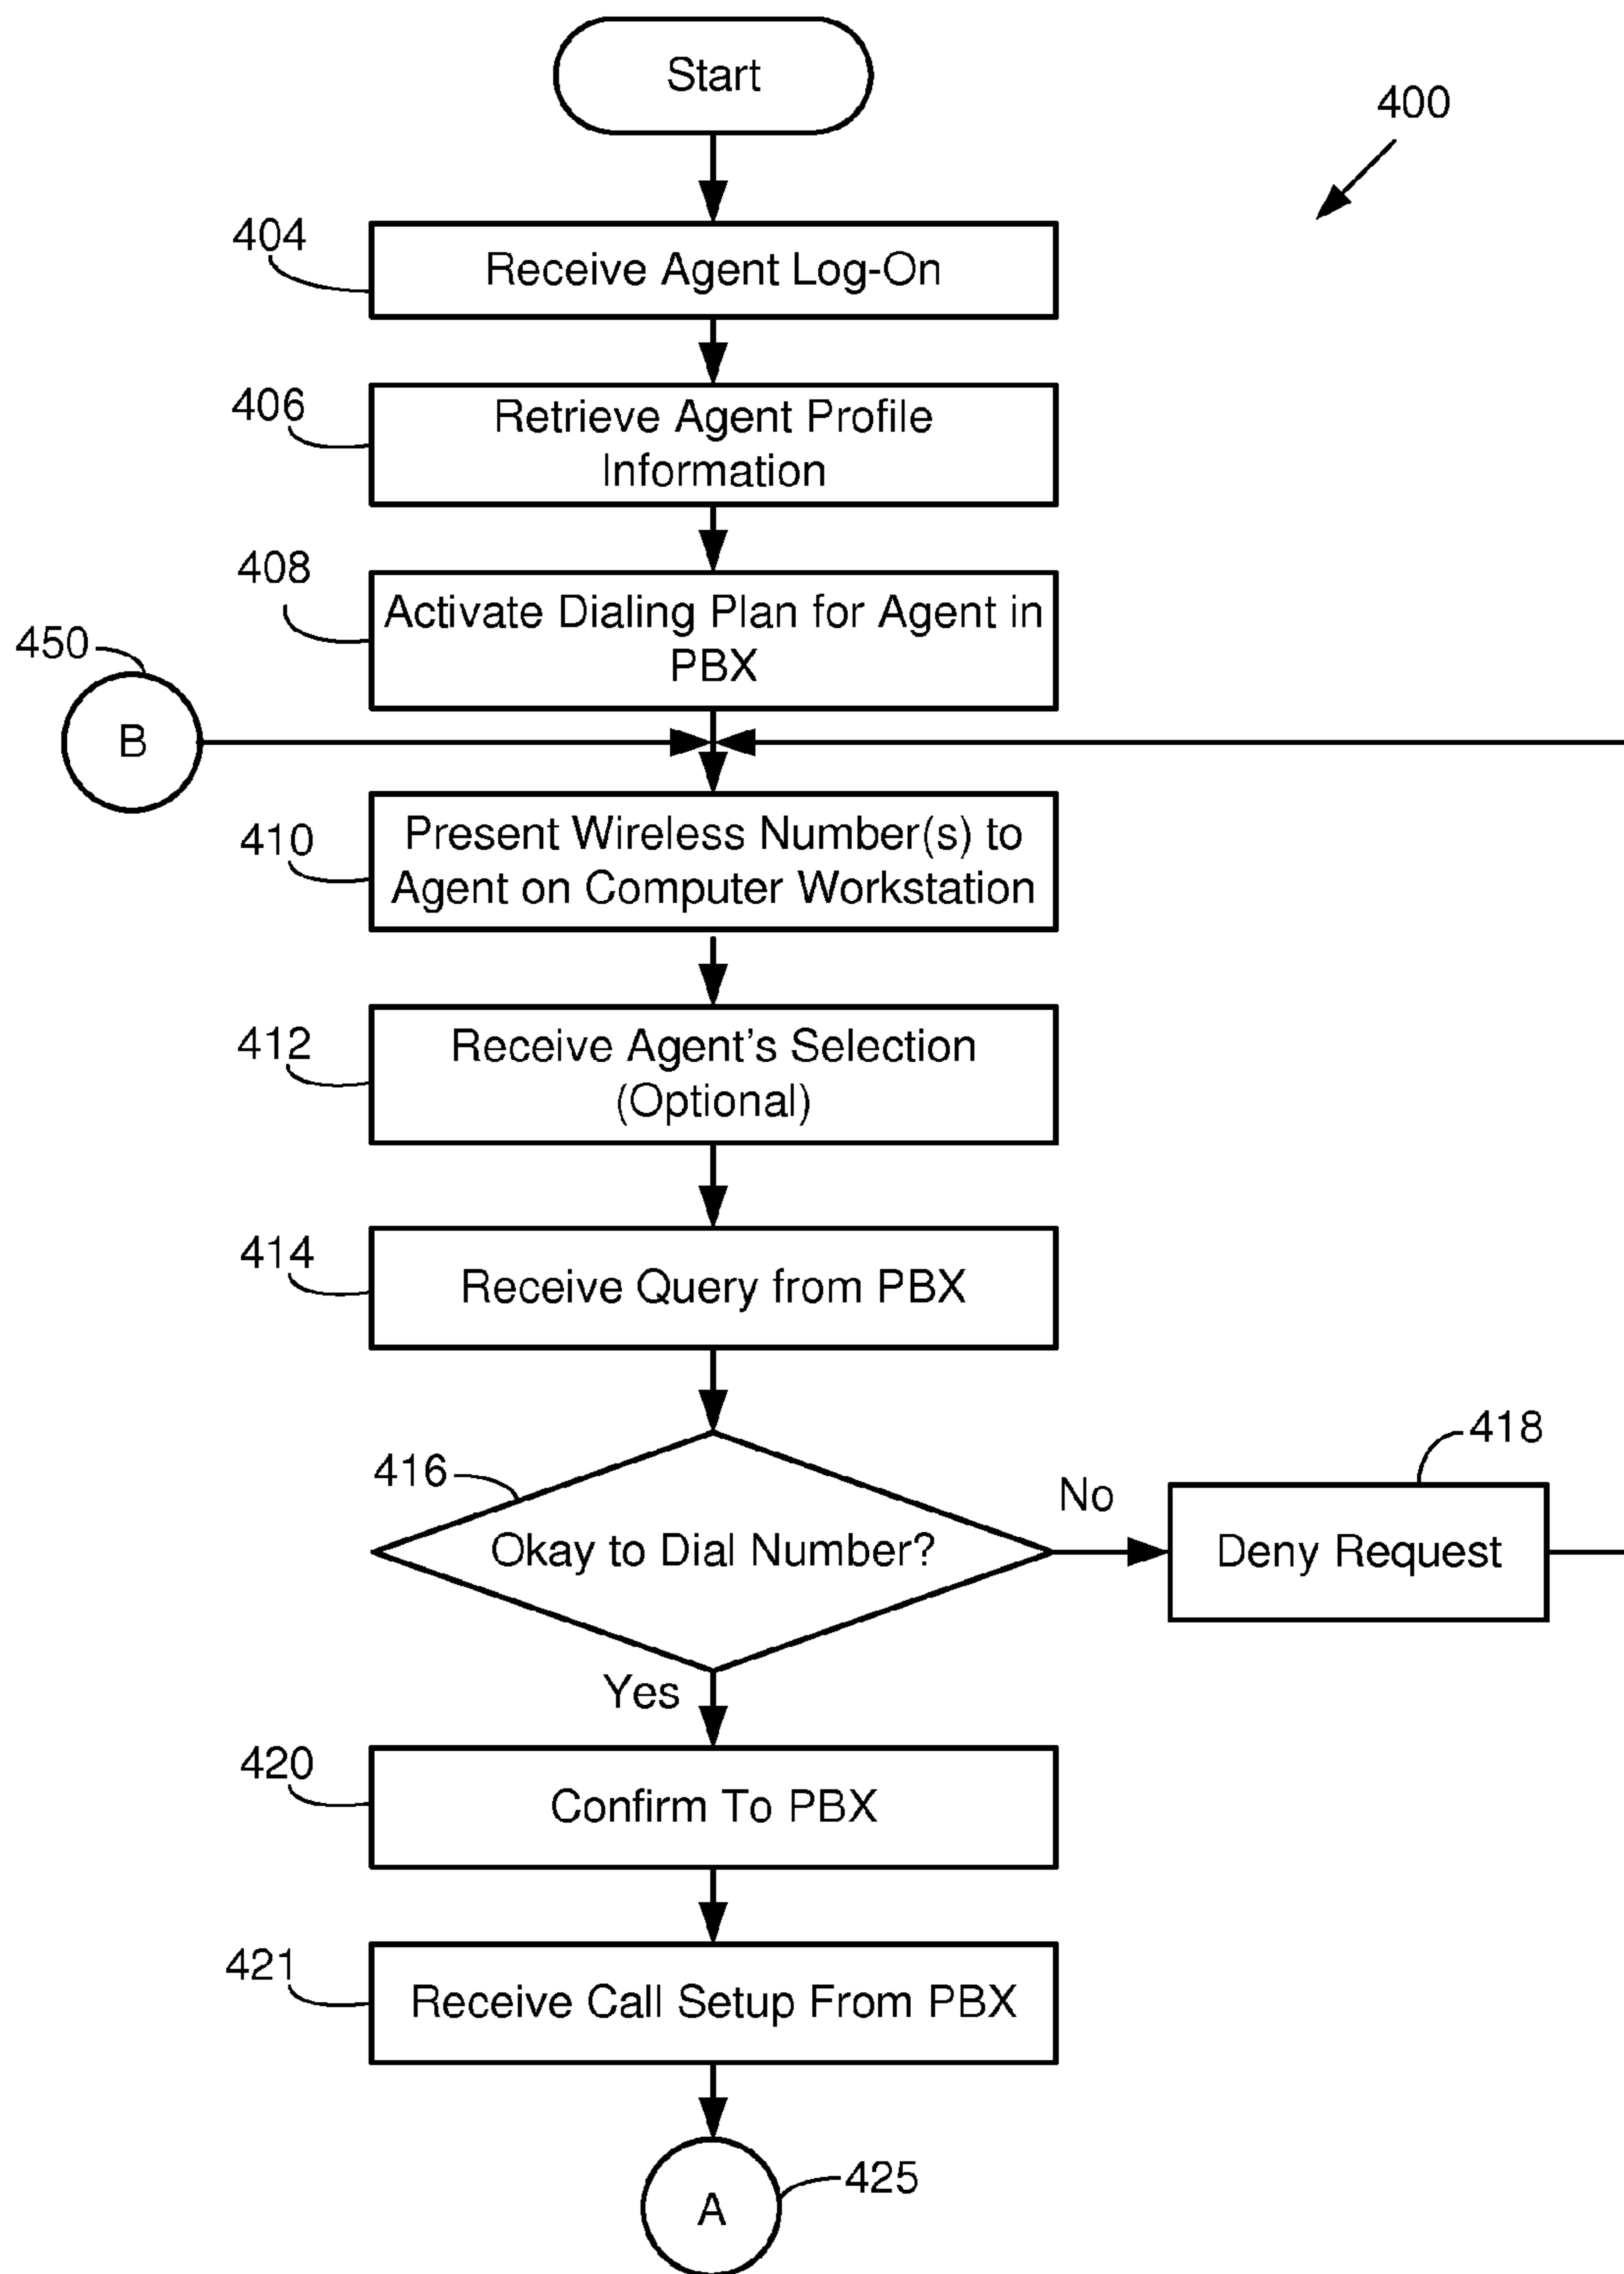 Start
400
404
Receive Agent Log-On
406
Retrieve Agent Profile
Information
408
Activate Dialing Plan for Agent in
PBX
450
B
410
Present Wireless Number(s) to
Agent on Computer Workstation
412
Receive Agent's Selection
(Optional)
414
Receive Query from PBX
416
Okay to Dial Number?
No
418
Deny Request
Yes
420
Confirm To PBX
421
Receive Call Setup From PBX
A
425